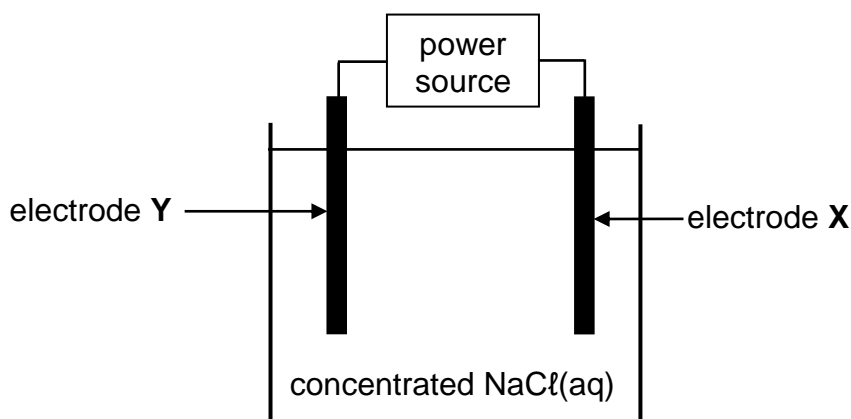 power
source
electrode Y
electrode X
concentrated NaCℓ(aq)